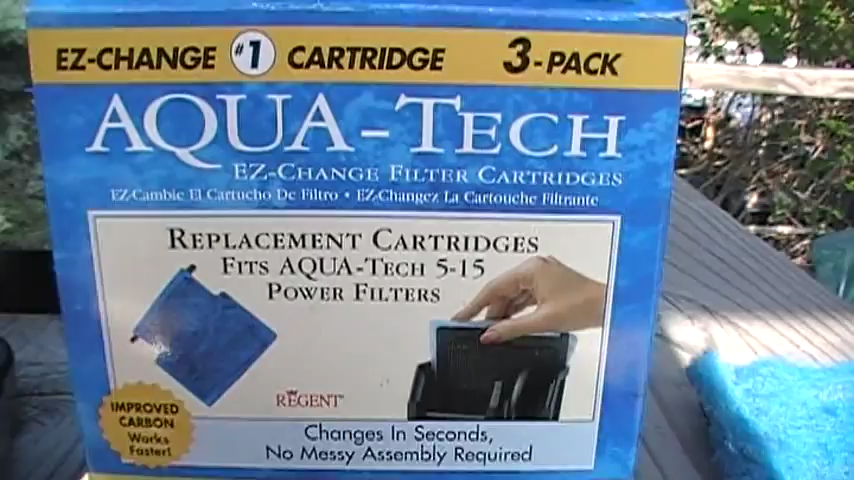 EZ-CHANGE #1 CARTRIDGE 3-PACK
AQUA-TECH
EZ-CHANGE FILTER CARTRIDGES
EZ-Cambie El Cartucho De Filtro • EZ-Changez La Cartouche Filtrante
REPLACEMENT CARTRIDGES
FITS AQUA-TECH 5-15
POWER FILTERS
REGENT
IMPROVED
CARBON
Works
Faster!
Changes In Seconds,
No Messy Assembly Required